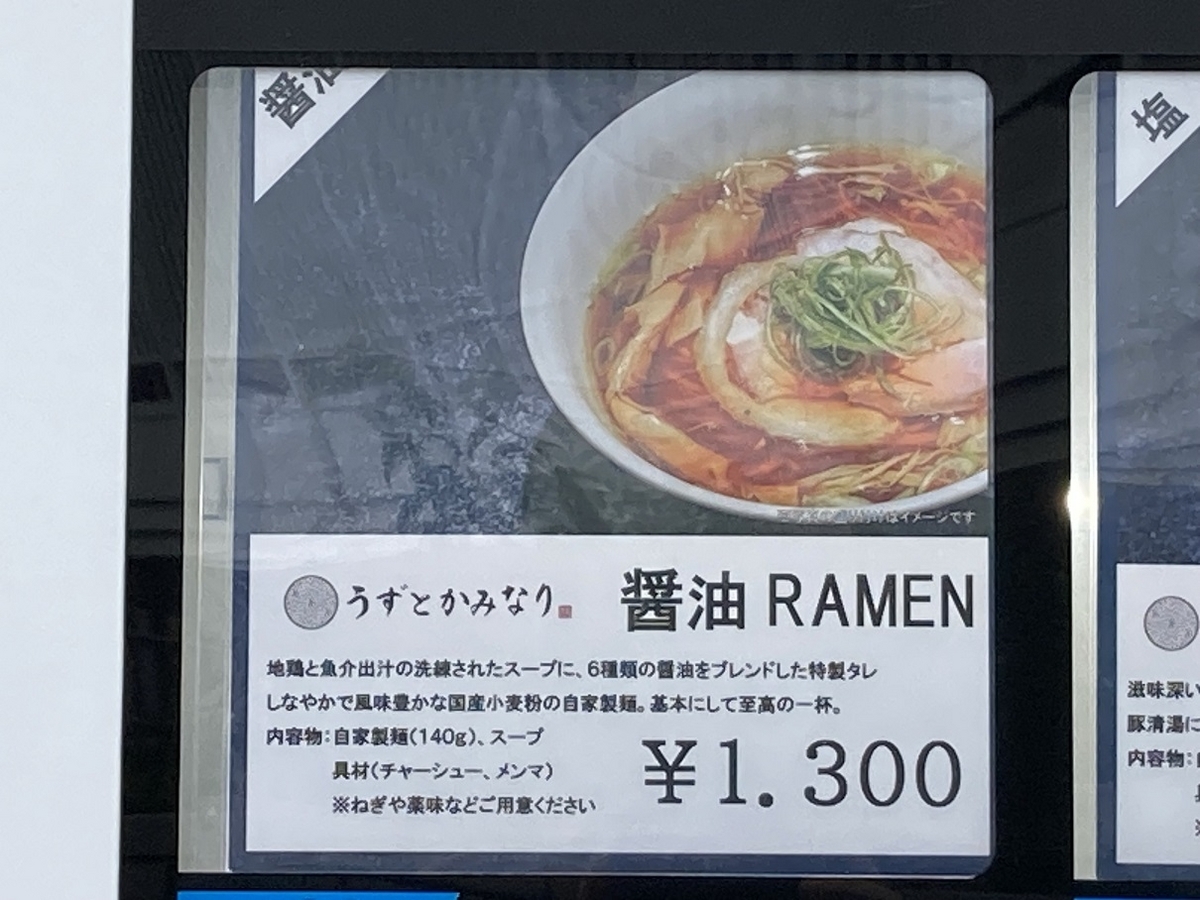 醤油
はイメージです
うずとかみなり
醤油 RAMEN
地鶏と魚介出汁の洗練されたスープに、6種類の醤油をブレンドした特製タレ
しなやかで風味豊かな国産小麦粉の自家製麺。基本にして至高の一杯。
内容物:自家製麺(140g)、スープ
具材(チャーシュー、メンマ)
※ねぎや薬味などご用意ください
¥1.300
塩
滋味深い
豚清湯に
内容物: